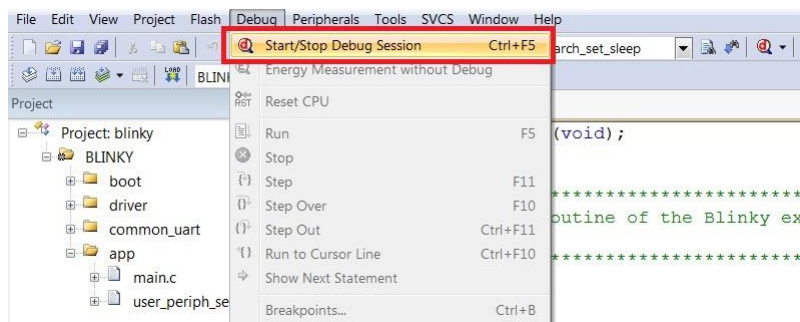 File Edit View Project Flash Debug Peripherals Tools SVCS Window Help
Start/Stop Debug Session Ctrl+F5
arch_set_sleep
LOAD
BLIN
Energy Measurement without Debug
Project
RST Reset CPU
Project: blinky
Run F5
(void);
BLINKY
Stop
boot
Step F11
************************
driver
Step Over F10
outine of the Blinky ex
common_uart
Step Out Ctrl+F11
app
Run to Cursor Line Ctrl+F10
************************
main.c
Show Next Statement
user_periph_se
Breakpoints... Ctrl+B